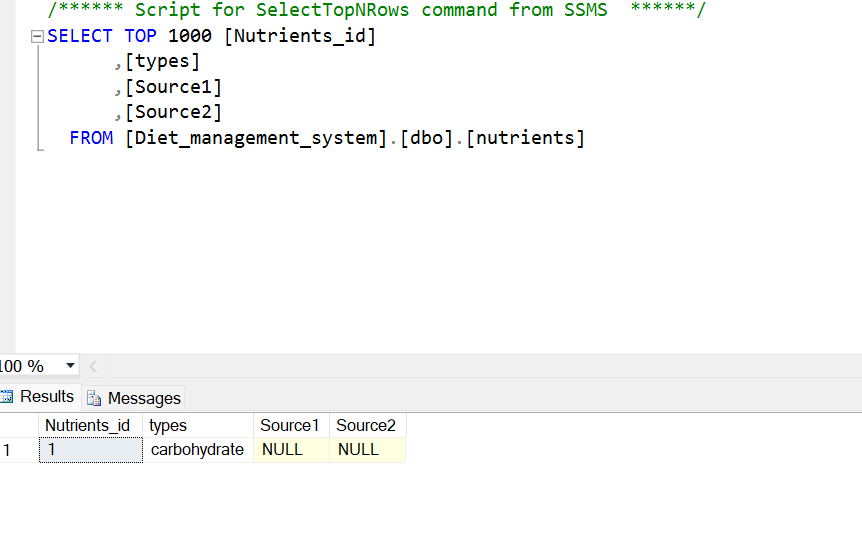 /****** Script for SelectTopNRows command from SSMS  ******/
SELECT TOP 1000 [Nutrients_id]
,[types]
,[Source1]
,[Source2]
FROM [Diet_management_system].[dbo].[nutrients]
100 %
Results Messages
Nutrients_id types Source1 Source2
1 1 carbohydrate NULL NULL